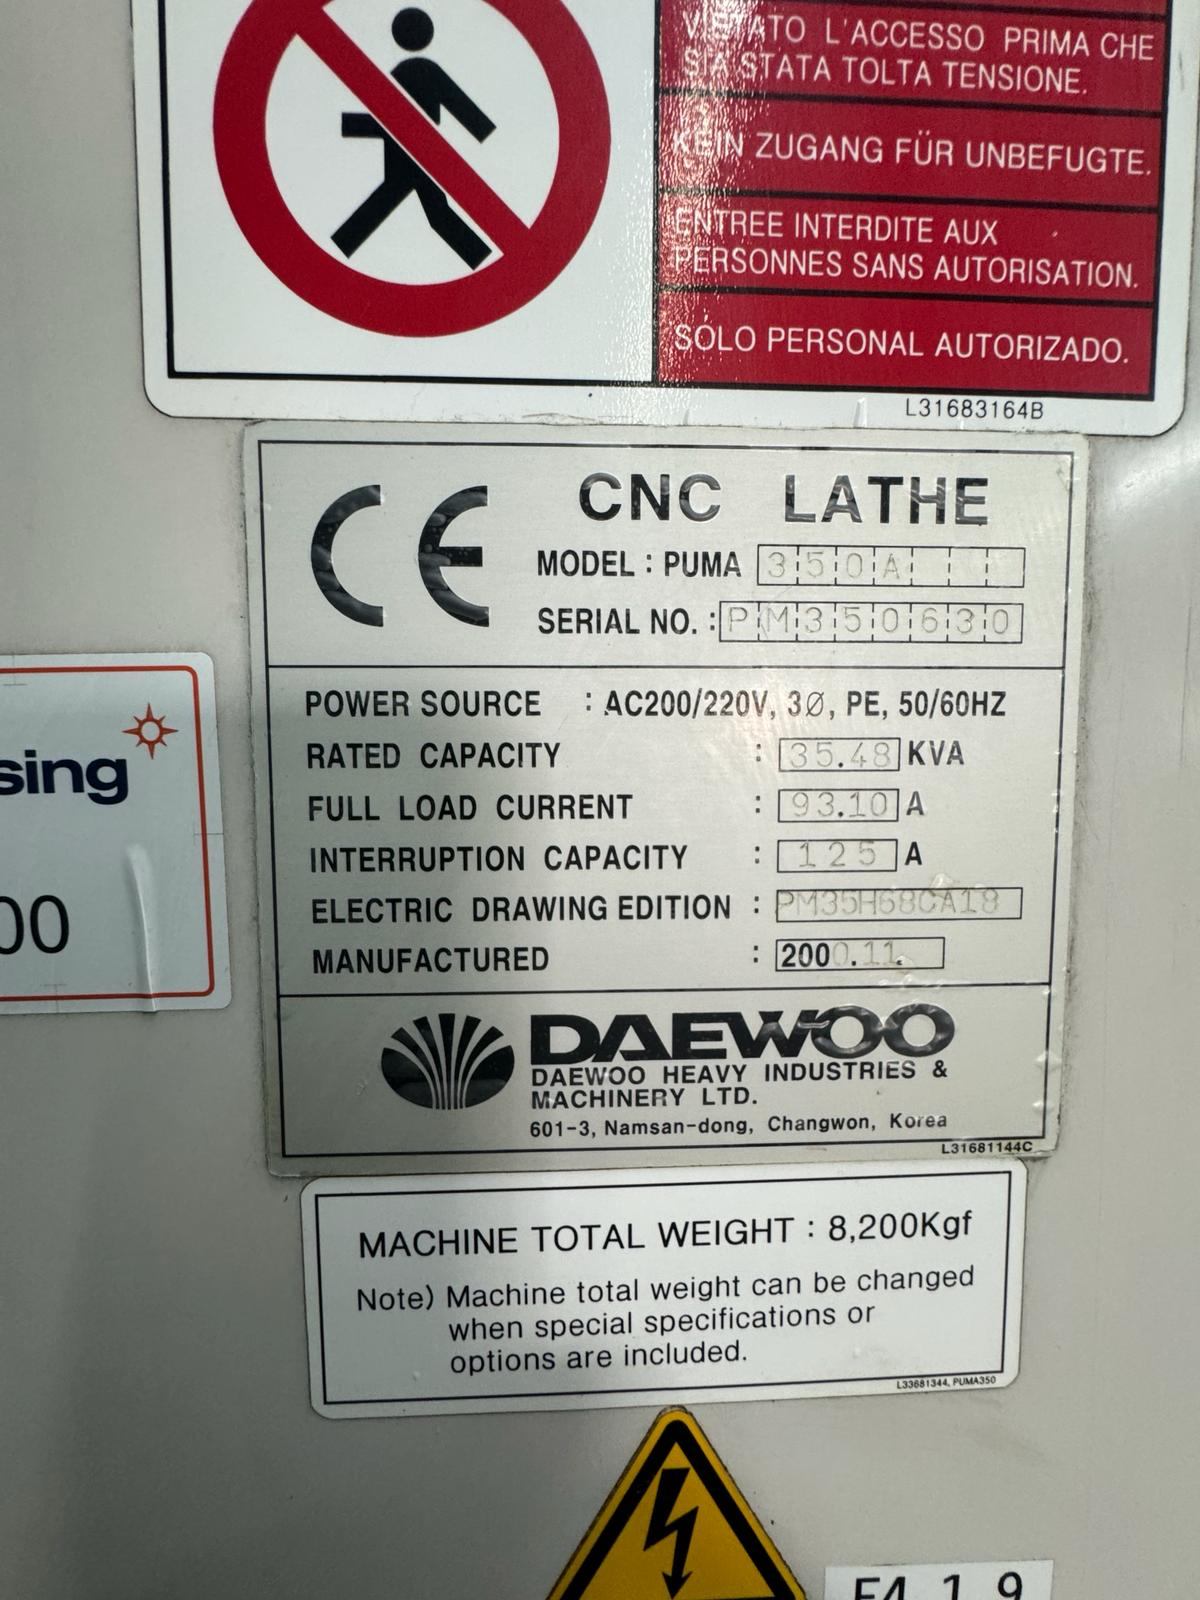 VISTATO L'ACCESSO PRIMA CHE
SIA STATA TOLTA TENSIONE.
KEIN ZUGANG FÜR UNBEFUGTE.
ENTREE INTERDITE AUX
PERSONNES SANS AUTORISATION.
SÓLO PERSONAL AUTORIZADO.
L31683164B
CE
CNC LATHE
MODEL : PUMA 350A
SERIAL NO. : PM350630
POWER SOURCE : AC200/220V, 3Ø, PE, 50/60HZ
RATED CAPACITY : 35.48 KVA
FULL LOAD CURRENT : 93.10 A
INTERRUPTION CAPACITY : 125 A
ELECTRIC DRAWING EDITION : PM35H68CA18
MANUFACTURED : 2000.11.
DAEWOO
DAEWOO HEAVY INDUSTRIES &
MACHINERY LTD.
601-3, Namsan-dong, Changwon, Korea
L31681144C
sing
00
MACHINE TOTAL WEIGHT : 8,200Kgf
Note) Machine total weight can be changed
when special specifications or
options are included.
L33681344, PUMA350